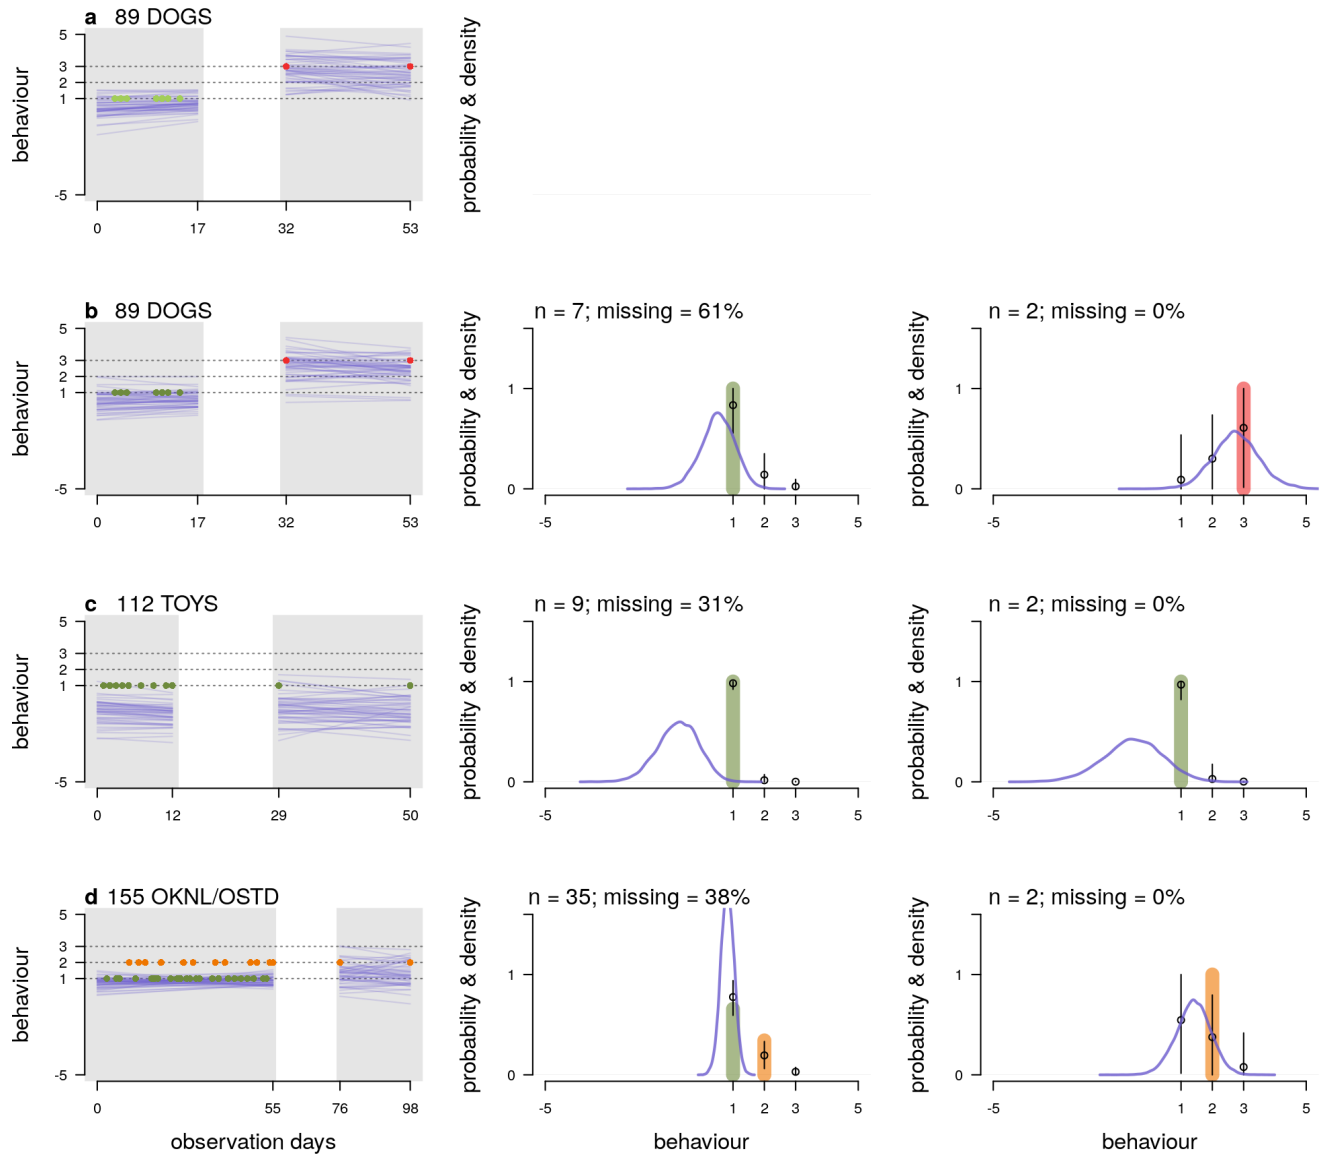 a 89 DOGS
behaviour
5
3
2
1
-5
0 17 32 53
probability & density
b 89 DOGS
behaviour
5
3
2
1
-5
0 17 32 53
n = 7; missing = 61%
probability & density
1
0
-5 1 2 3 5
n = 2; missing = 0%
probability & density
1
0
-5 1 2 3 5
c 112 TOYS
behaviour
5
3
2
1
-5
0 12 29 50
n = 9; missing = 31%
probability & density
1
0
-5 1 2 3 5
n = 2; missing = 0%
probability & density
1
0
-5 1 2 3 5
d 155 OKNL/OSTD
behaviour
5
3
2
1
-5
0 55 76 98
observation days
n = 35; missing = 38%
probability & density
1
0
-5 1 2 3 5
behaviour
n = 2; missing = 0%
probability & density
1
0
-5 1 2 3 5
behaviour